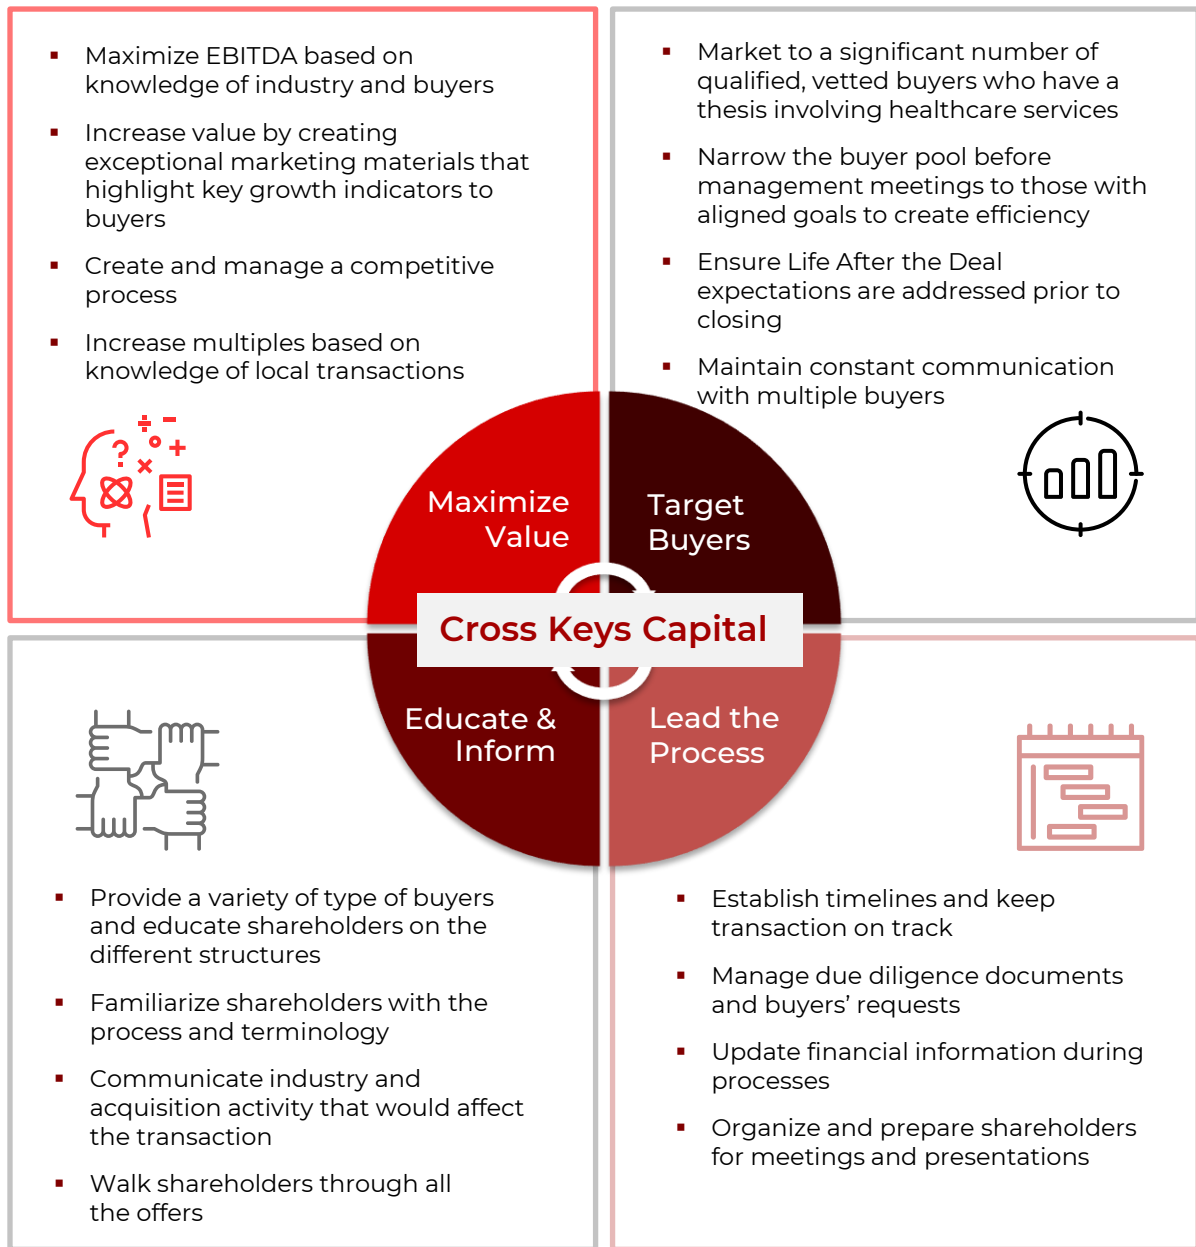 Maximize EBITDA based on
knowledge of industry and buyers
Increase value by creating
exceptional marketing materials that
highlight key growth indicators to
buyers
Create and manage a competitive
process
Increase multiples based on
knowledge of local transactions
Market to a significant number of
qualified, vetted buyers who have a
thesis involving healthcare services
Narrow the buyer pool before
management meetings to those with
aligned goals to create efficiency
Ensure Life After the Deal
expectations are addressed prior to
closing
Maintain constant communication
with multiple buyers
Maximize
Value
Target
Buyers
Cross Keys Capital
Educate &
Inform
Lead the
Process
Provide a variety of type of buyers
and educate shareholders on the
different structures
Familiarize shareholders with the
process and terminology
Communicate industry and
acquisition activity that would affect
the transaction
Walk shareholders through all
the offers
Establish timelines and keep
transaction on track
Manage due diligence documents
and buyers’ requests
Update financial information during
processes
Organize and prepare shareholders
for meetings and presentations